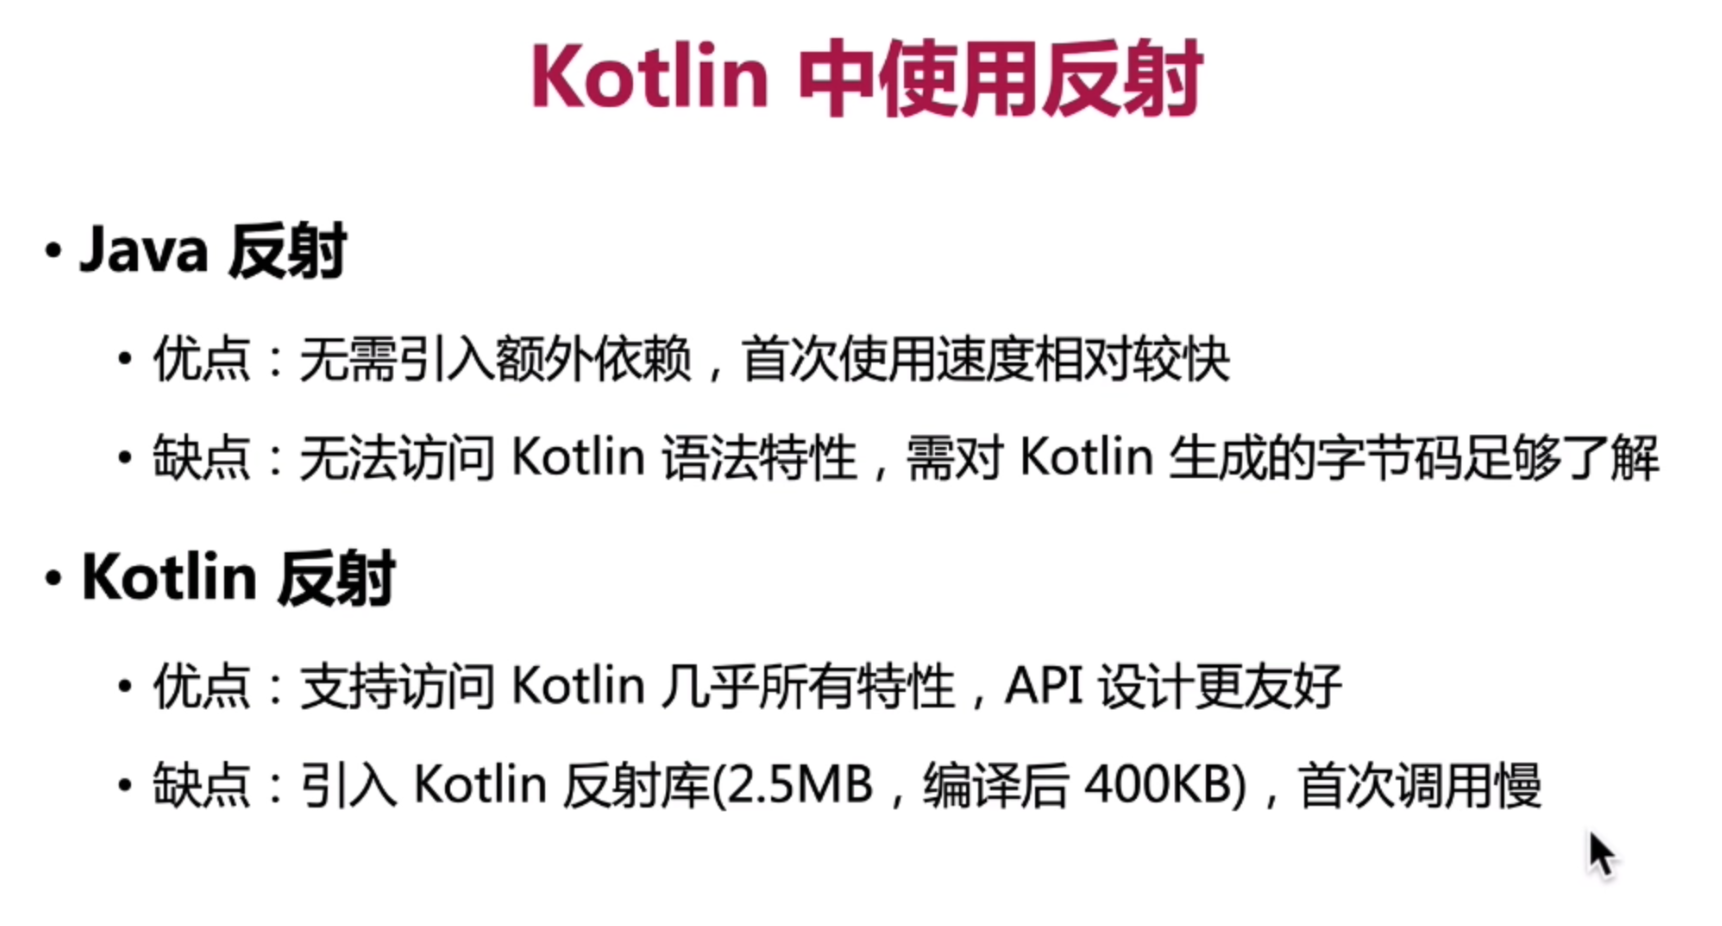 Kotlin 中使用反射
• Java 反射
• 优点：无需引入额外依赖，首次使用速度相对较快
• 缺点：无法访问 Kotlin 语法特性，需对 Kotlin 生成的字节码足够了解
• Kotlin 反射
• 优点：支持访问 Kotlin 几乎所有特性，API 设计更友好
• 缺点：引入 Kotlin 反射库(2.5MB，编译后 400KB)，首次调用慢